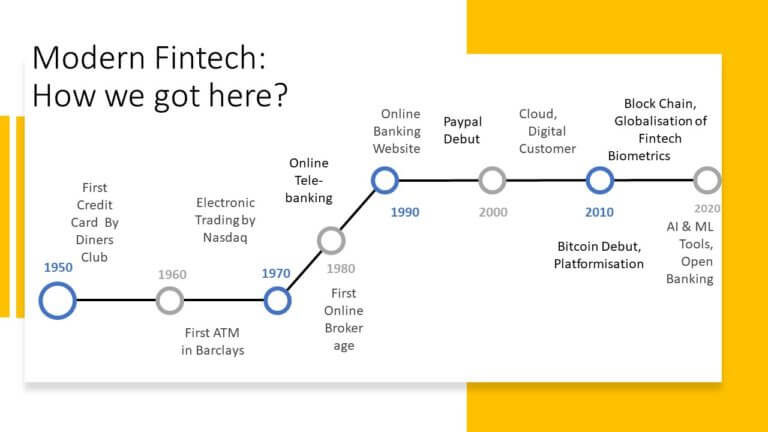 Modern Fintech:
How we got here?
First
Credit
Card By
Diners
Club
1950
1960
First ATM
in Barclays
Electronic
Trading by
Nasdaq
1970
Online
Tele-
banking
1980
First
Online
Broker
age
Online
Banking
Website
1990
Paypal
Debut
2000
Cloud,
Digital
Customer
2010
Bitcoin Debut,
Platformisation
Block Chain,
Globalisation of
Fintech
Biometrics
2020
AI & ML
Tools,
Open
Banking